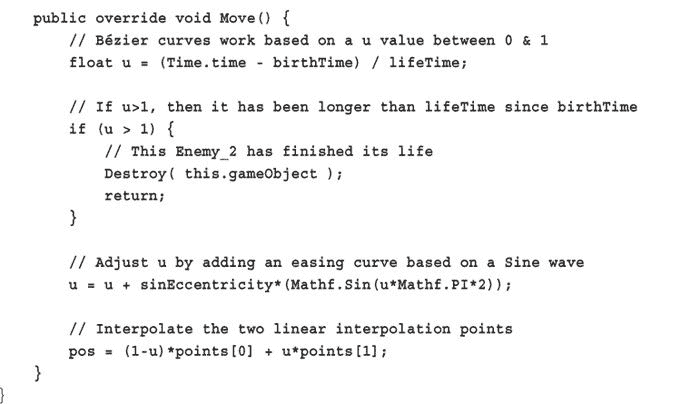 public override void Move() {
// Bézier curves work based on a u value between 0 & 1
float u = (Time.time - birthTime) / lifeTime;
// If u>1, then it has been longer than lifeTime since birthTime
if (u > 1) {
// This Enemy_2 has finished its life
Destroy( this.gameObject );
return;
}
// Adjust u by adding an easing curve based on a Sine wave
u = u + sinEccentricity*(Mathf.Sin(u*Mathf.PI*2));
// Interpolate the two linear interpolation points
pos = (1-u)*points[0] + u*points[1];
}
}